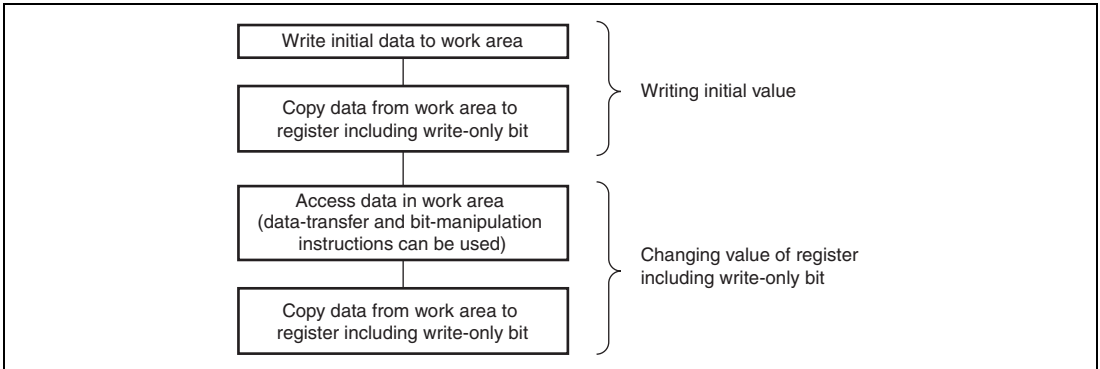 Write initial data to work area
Copy data from work area to
register including write-only bit
Writing initial value
Access data in work area
(data-transfer and bit-manipulation
instructions can be used)
Copy data from work area to
register including write-only bit
Changing value of register
including write-only bit